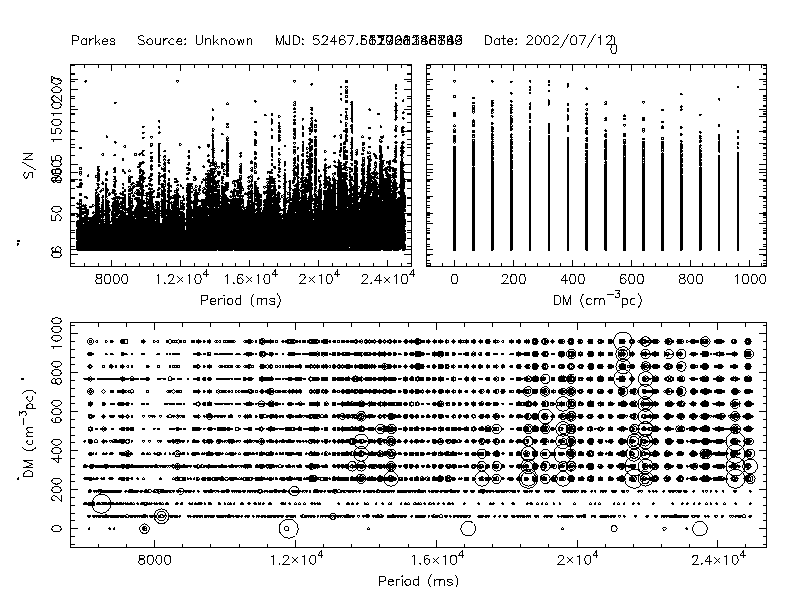 Parkes Source: Unknown MJD: 52467. Date: 2002/07/12
S/N
50
8000 1.2×10⁴ 1.6×10⁴ 2×10⁴ 2.4×10⁴
Period (ms)
0 200 400 600 800 1000
DM (cm⁻³pc)
DM (cm⁻³pc)
1000
800
600
400
200
0
8000 1.2×10⁴ 1.6×10⁴ 2×10⁴ 2.4×10⁴
Period (ms)